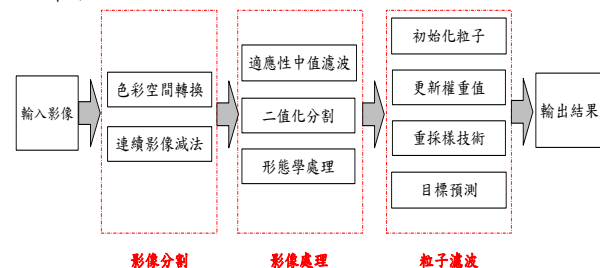 輸入影像
色彩空間轉換
連續影像減法
影像分割
適應性中值濾波
二值化分割
形態學處理
影像處理
初始化粒子
更新權重值
重採樣技術
目標預測
粒子濾波
輸出結果